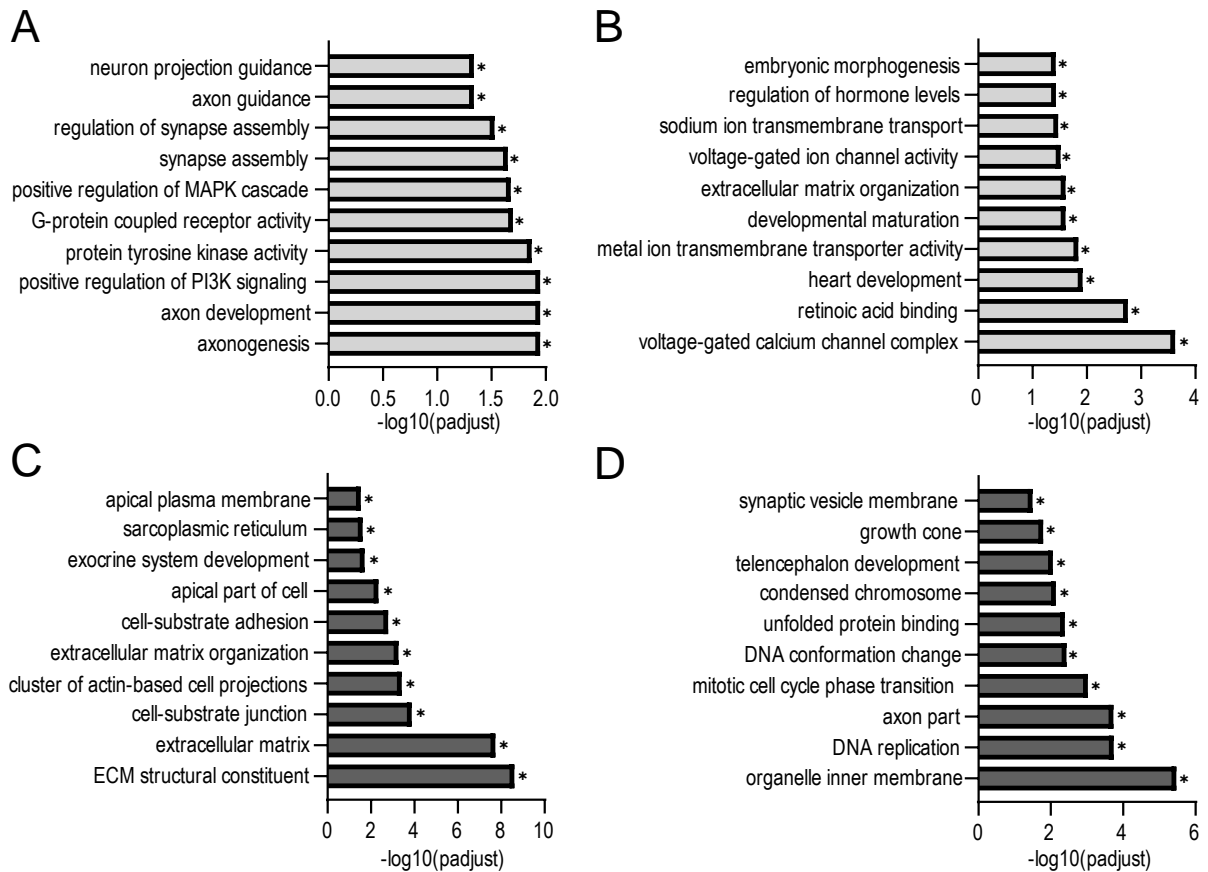 A
neuron projection guidance *
axon guidance *
regulation of synapse assembly *
synapse assembly *
positive regulation of MAPK cascade *
G-protein coupled receptor activity *
protein tyrosine kinase activity *
positive regulation of PI3K signaling *
axon development *
axonogenesis *
0.0 0.5 1.0 1.5 2.0
-log10(padjust)
B
embryonic morphogenesis *
regulation of hormone levels *
sodium ion transmembrane transport *
voltage-gated ion channel activity *
extracellular matrix organization *
developmental maturation *
metal ion transmembrane transporter activity *
heart development *
retinoic acid binding *
voltage-gated calcium channel complex *
0 1 2 3 4
-log10(padjust)
C
apical plasma membrane *
sarcoplasmic reticulum *
exocrine system development *
apical part of cell *
cell-substrate adhesion *
extracellular matrix organization *
cluster of actin-based cell projections *
cell-substrate junction *
extracellular matrix *
ECM structural constituent *
0 2 4 6 8 10
-log10(padjust)
D
synaptic vesicle membrane *
growth cone *
telencephalon development *
condensed chromosome *
unfolded protein binding *
DNA conformation change *
mitotic cell cycle phase transition *
axon part *
DNA replication *
organelle inner membrane *
0 2 4 6
-log10(padjust)